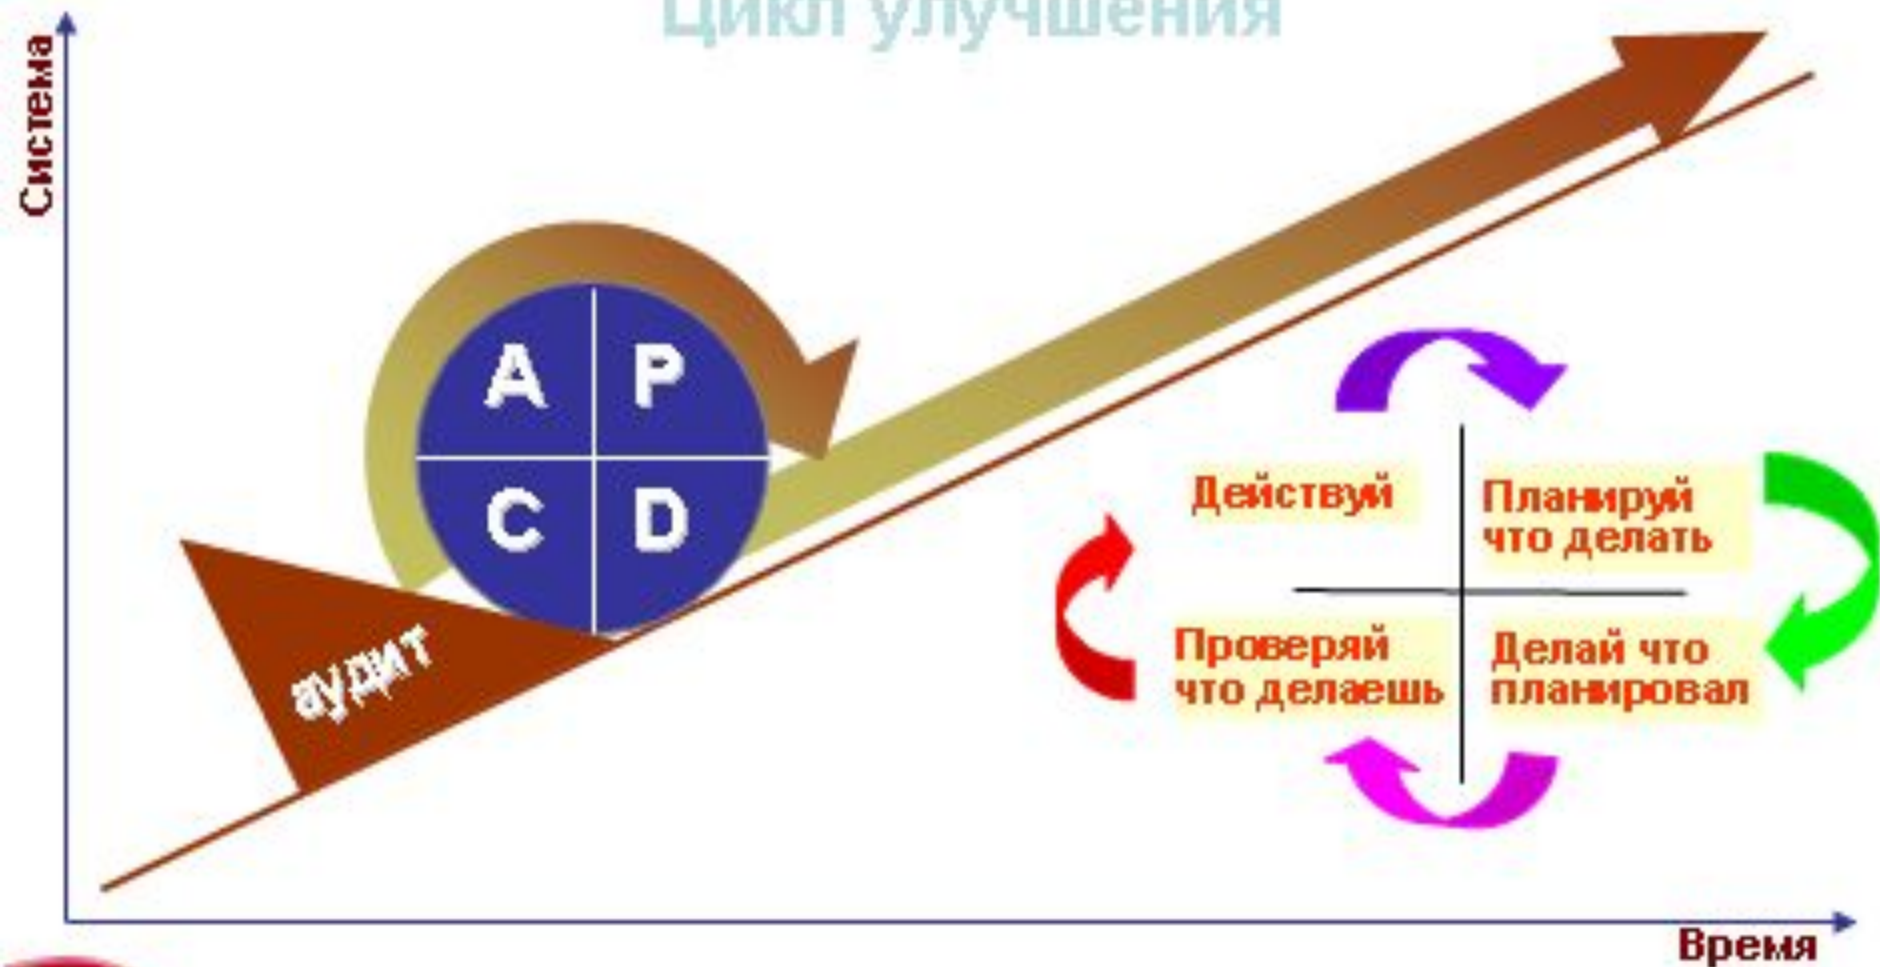 Цикл улучшения
Система
A P
C D
аудит
Действуй
Планируй
что делать
Проверяй
что делаешь
Делай что
планировал
Время